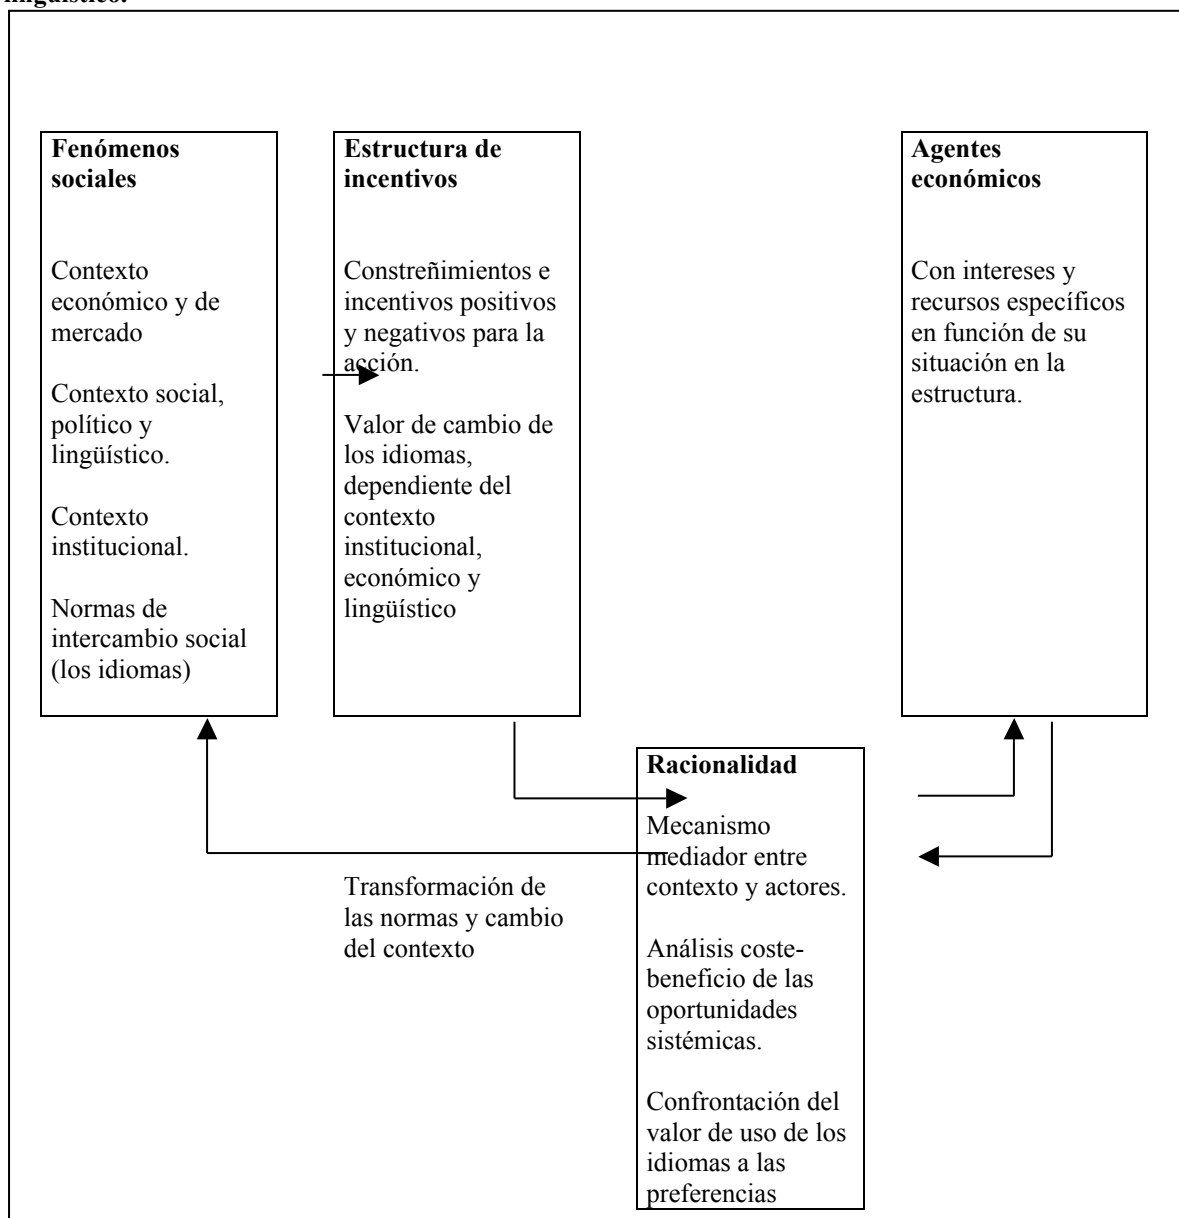 lingüístico.
Fenómenos
sociales
Contexto
económico y de
mercado
Contexto social,
político y
lingüístico.
Contexto
institucional.
Normas de
intercambio social
(los idiomas)
Estructura de
incentivos
Constreñimientos e
incentivos positivos
y negativos para la
acción.
Valor de cambio de
los idiomas,
dependiente del
contexto
institucional,
económico y
lingüístico
Agentes
económicos
Con intereses y
recursos específicos
en función de su
situación en la
estructura.
Racionalidad
Mecanismo
mediador entre
contexto y actores.
Análisis coste-
beneficio de las
oportunidades
sistémicas.
Confrontación del
valor de uso de los
idiomas a las
preferencias
Transformación de
las normas y cambio
del contexto